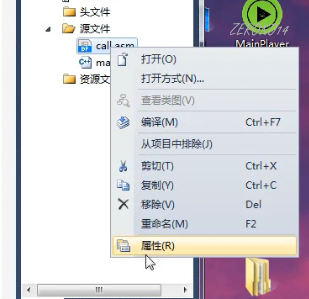 头文件
源文件
call.asm
ma
资源文
打开(O)
打开方式(N)...
查看类图(V)
编译(M) Ctrl+F7
从项目中排除(J)
剪切(T) Ctrl+X
复制(Y) Ctrl+C
移除(V) Del
重命名(M) F2
属性(R)
MainPlayer